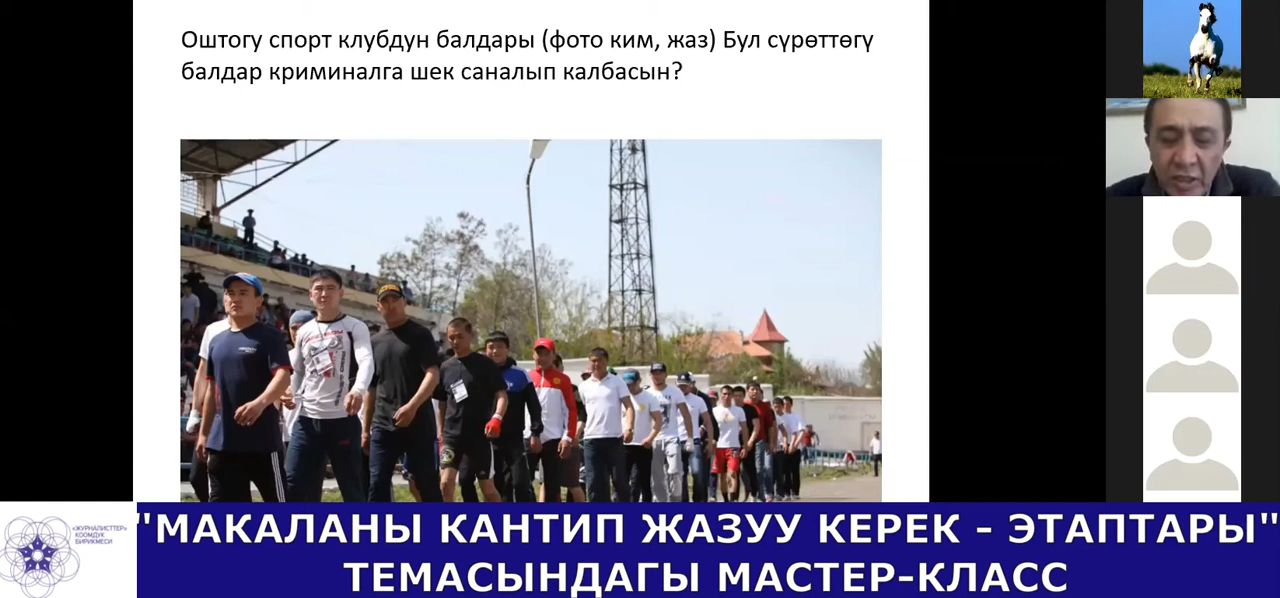 Оштогу спорт клубдун балдары (фото ким, жаз) Бул сүрөттөгү
балдар криминалга шек саналып калбасын?
«ЖУРНАЛИСТТЕР»
КООМДУК
БИРИКМЕСИ
"МАКАЛАНЫ КАНТИП ЖАЗУУ КЕРЕК - ЭТАПТАРЫ"
ТЕМАСЫНДАГЫ МАСТЕР-КЛАСС